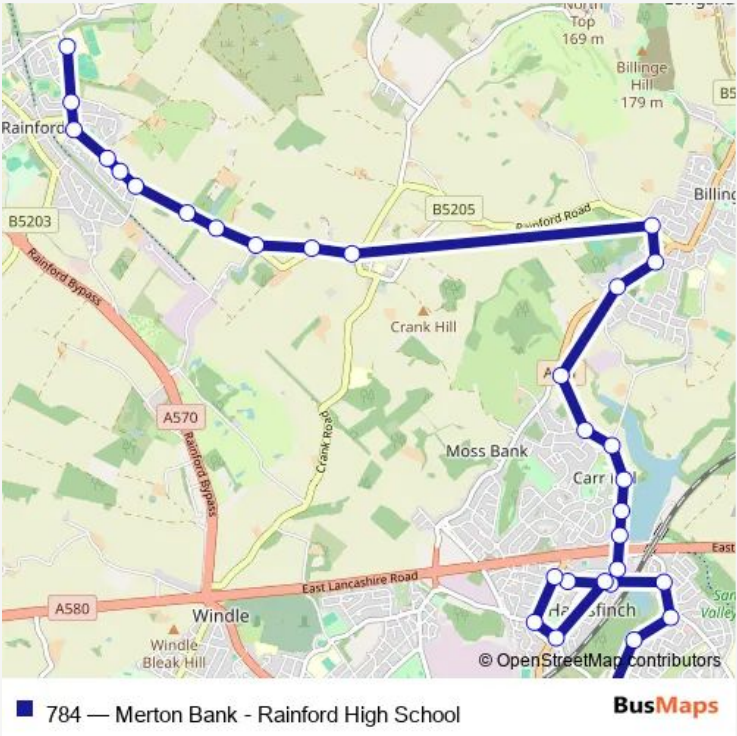 North
Top
169 m
Billinge
Hill
179 m
B5
Rainford
B5205
Rainford Road
Billing
B5203
Rainford Bypass
Crank Hill
A570
Rainford Bypass
Crank Road
Moss Bank
East Lancashire Road
East
A580
Windle
Windle
Bleak Hill
Valley
© OpenStreetMap contributors
784 — Merton Bank - Rainford High School
BusMaps